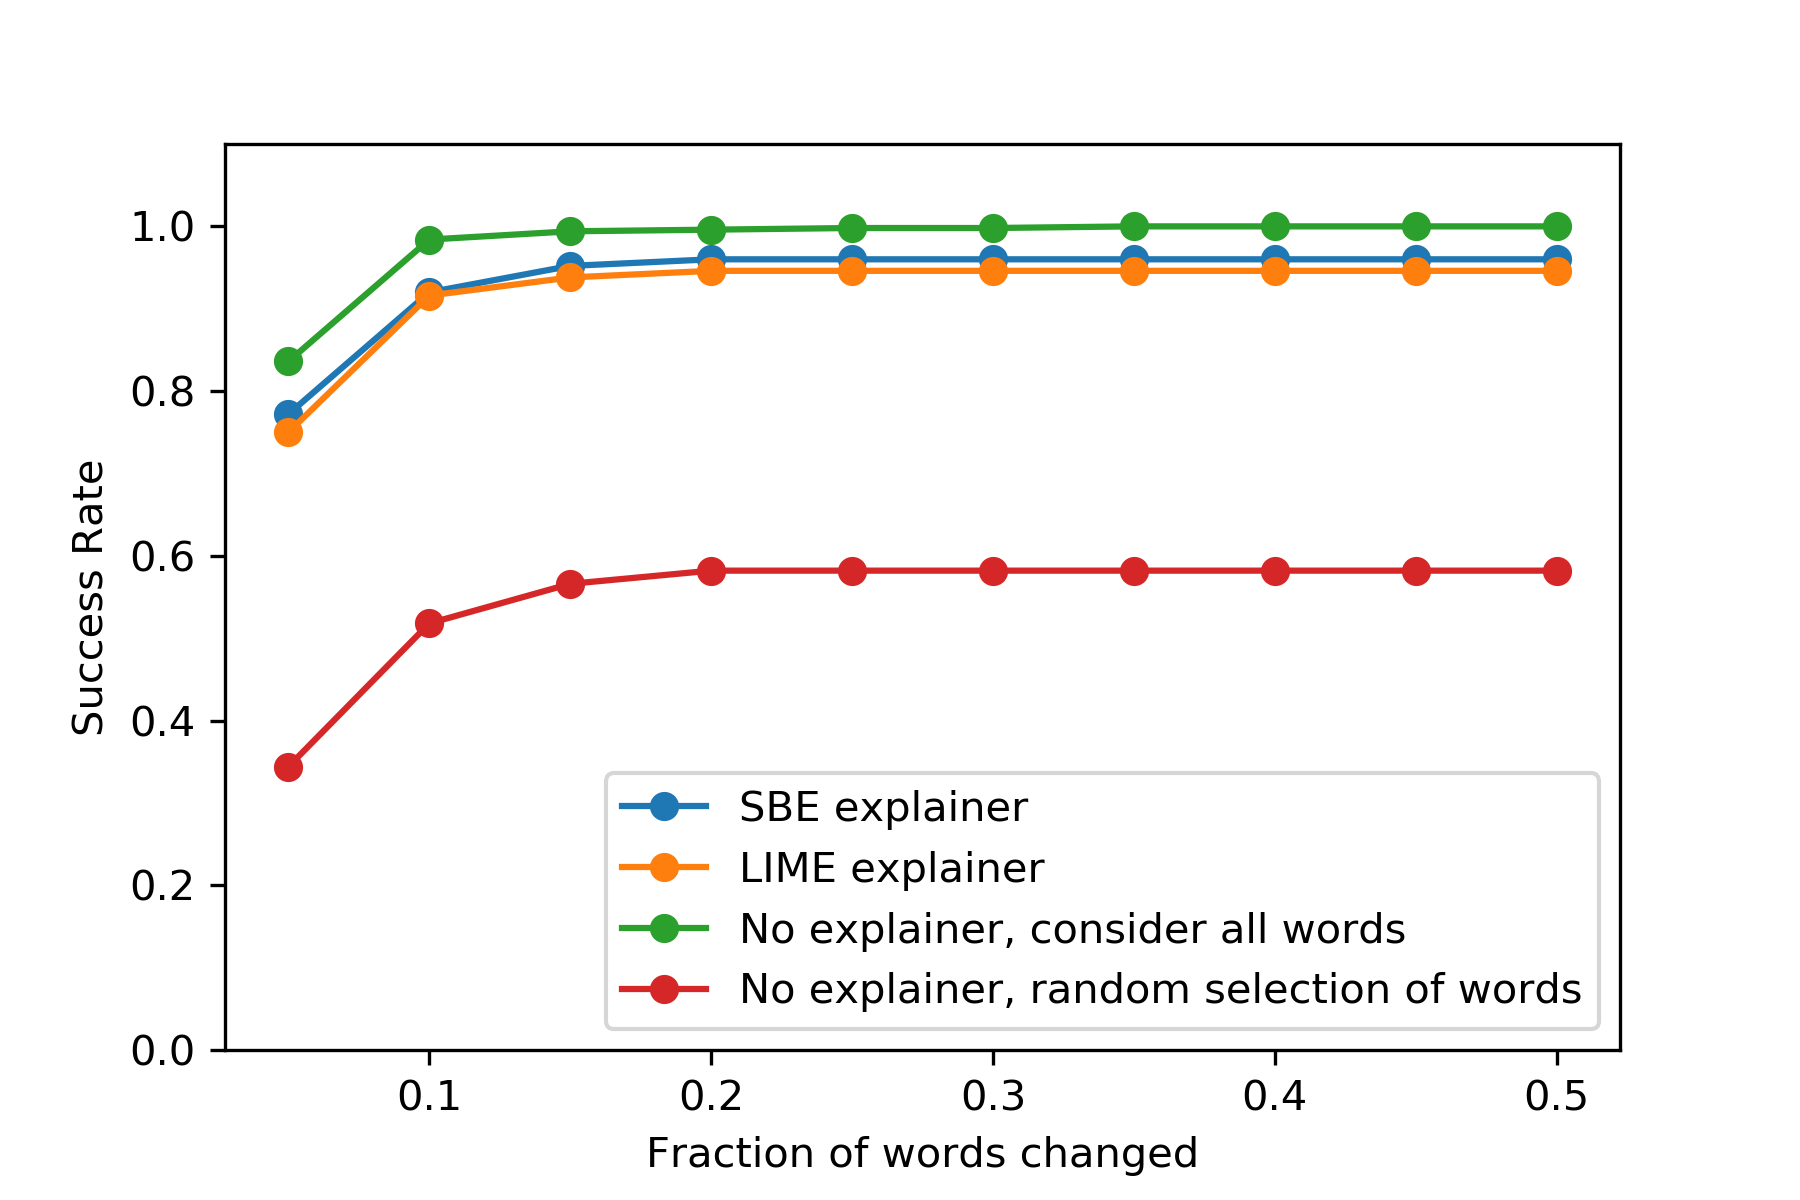 1.0
0.8
0.6
0.4
0.2
0.0
Success Rate
SBE explainer
LIME explainer
No explainer, consider all words
No explainer, random selection of words
0.1 0.2 0.3 0.4 0.5
Fraction of words changed